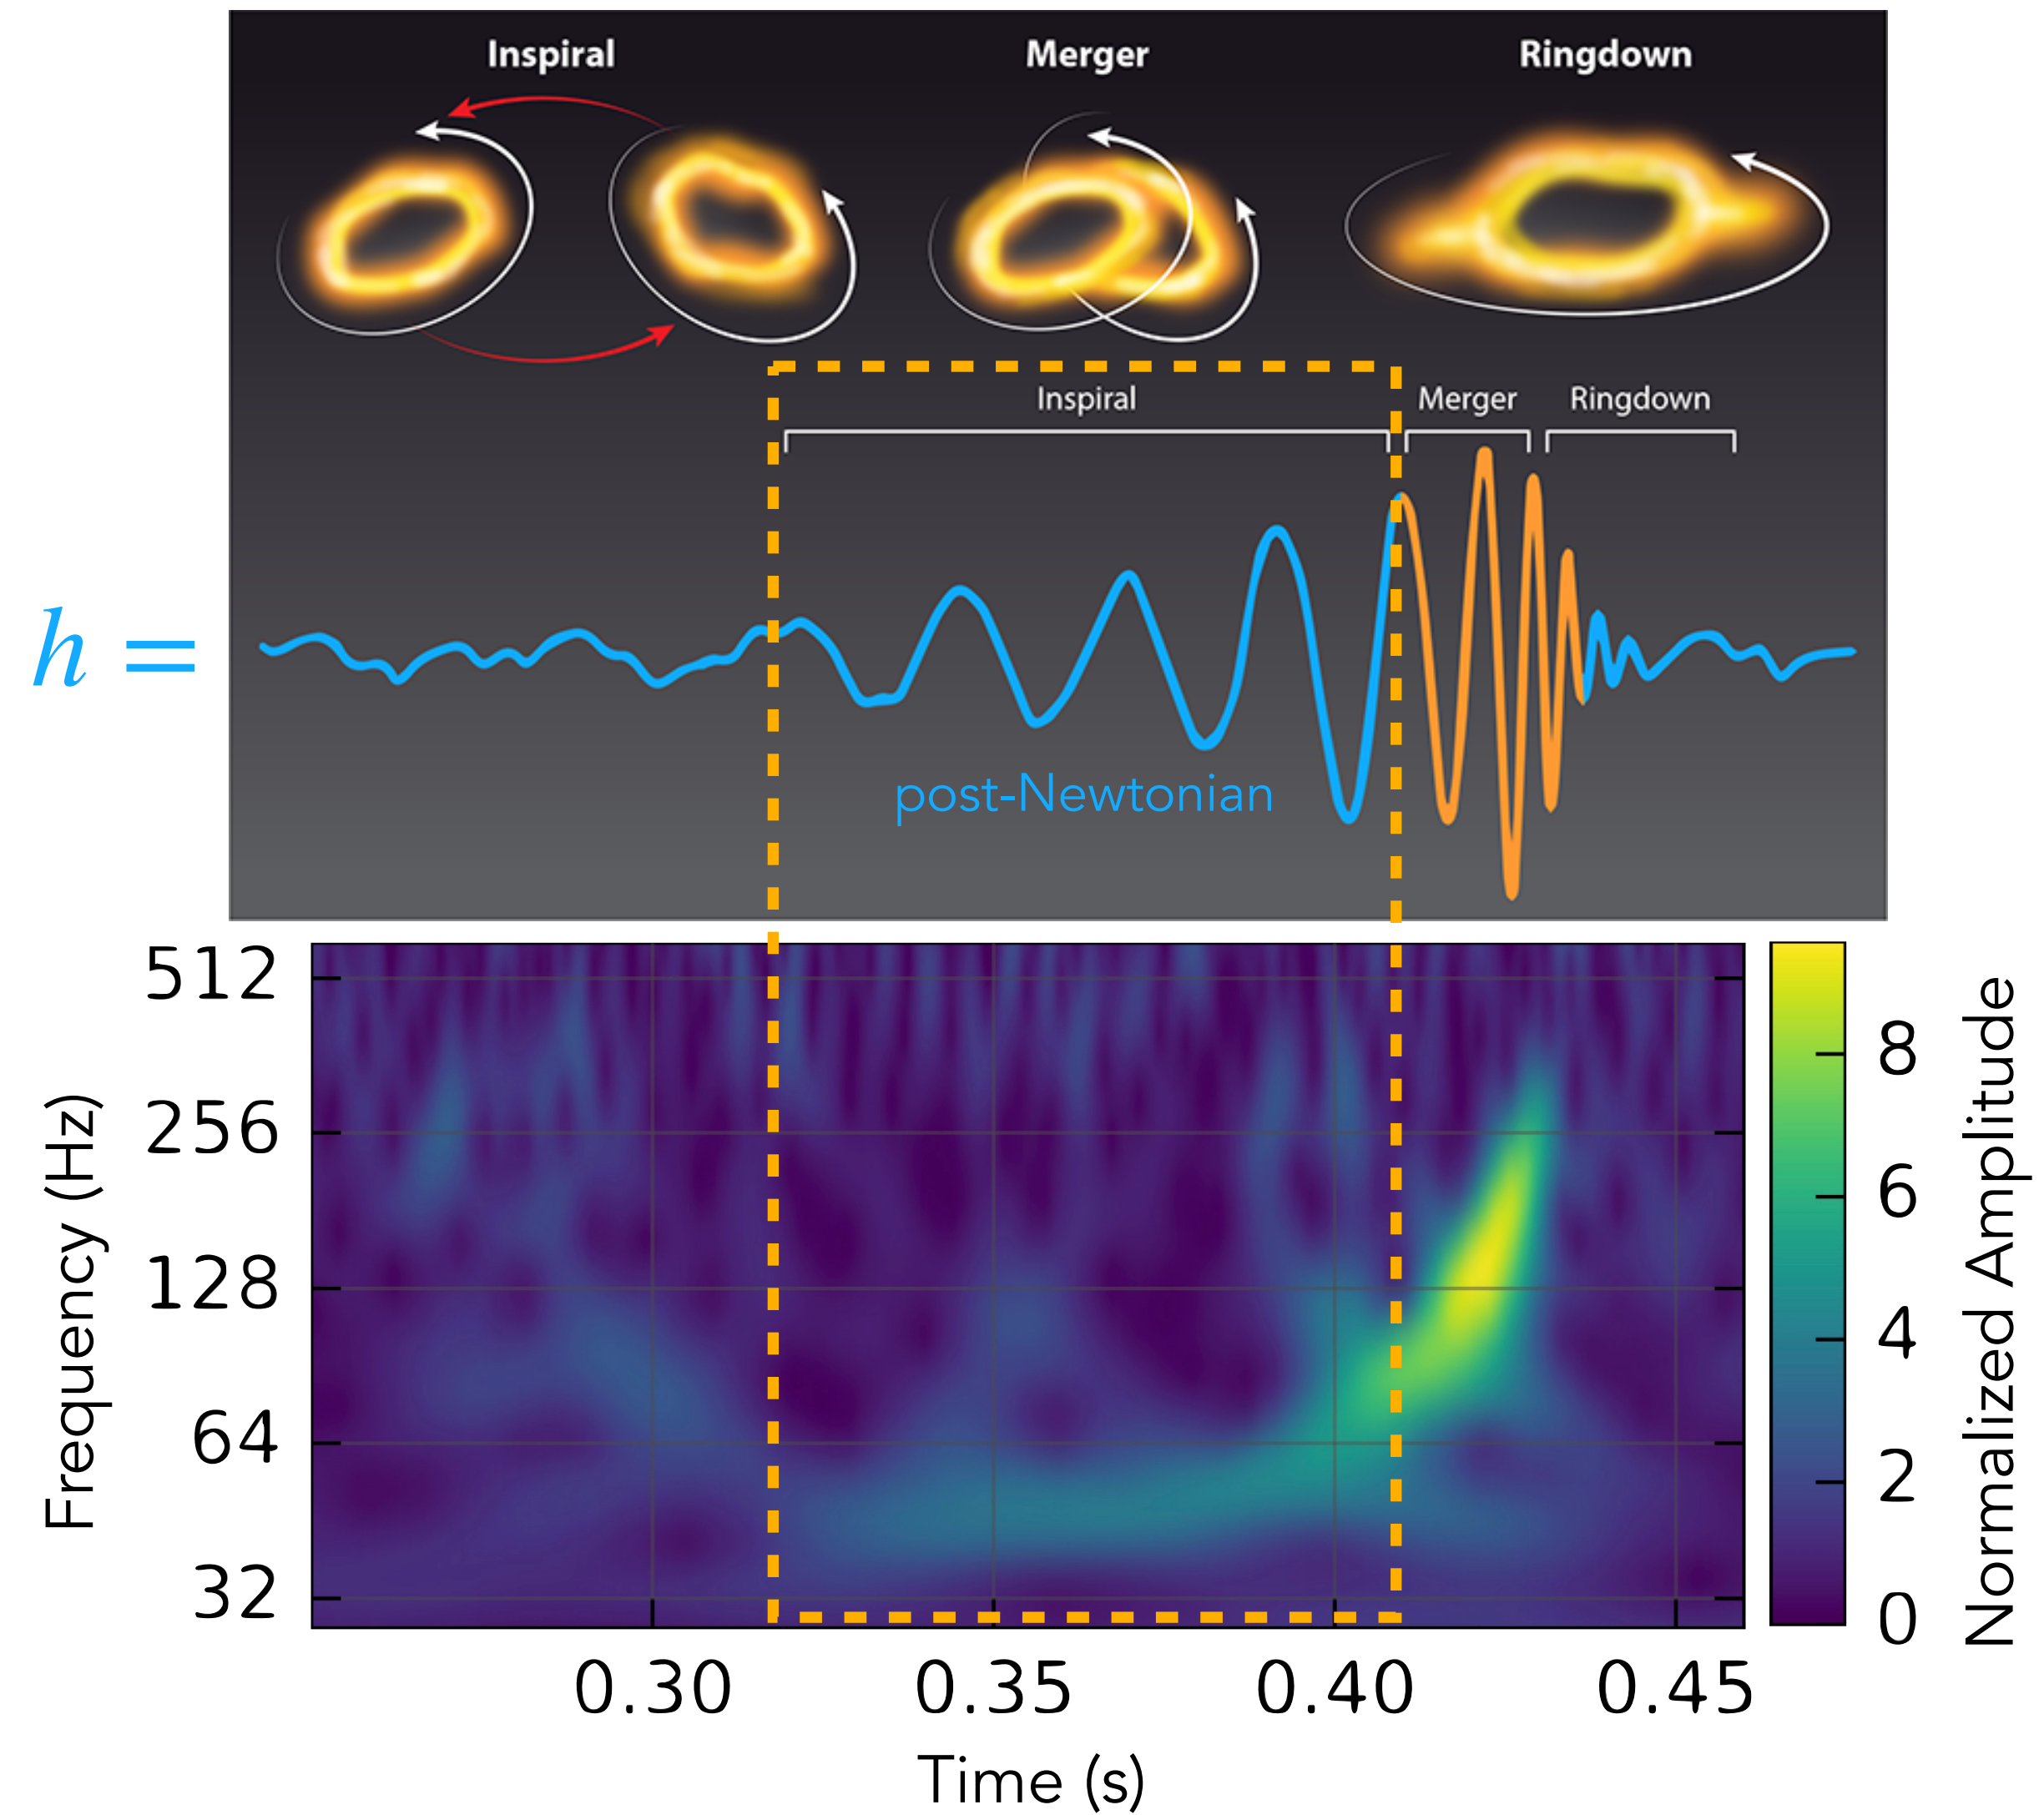 Inspiral Merger Ringdown
Inspiral Merger Ringdown
h =
post-Newtonian
512
256
128
64
32
Frequency (Hz)
0.30 0.35 0.40 0.45
Time (s)
8
6
4
2
0
Normalized Amplitude